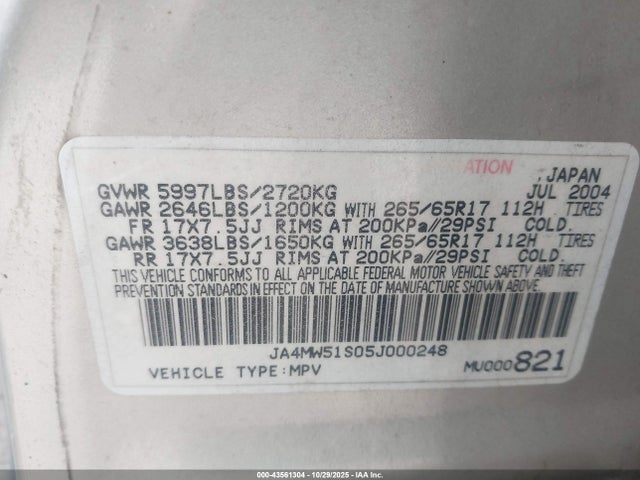 ATION , JAPAN
GVWR 5997LBS/2720KG JUL 2004
GAWR 2646LBS/1200KG WITH 265/65R17 112H TIRES
FR 17X7.5JJ RIMS AT 200KPa//29PSI COLD.
GAWR 3638LBS/1650KG WITH 265/65R17 112H TIRES
RR 17X7.5JJ RIMS AT 200KPa//29PSI COLD.
THIS VEHICLE CONFORMS TO ALL APPLICABLE FEDERAL MOTOR VEHICLE SAFETY AND THEFT
PREVENTION STANDARDS IN EFFECT ON THE DATE OF MANUFACTURE SHOWN ABOVE.
JA4MW51S05J000248
VEHICLE TYPE:MPV MU000821
000-43561304 | 10/29/2025 | IAA Inc.